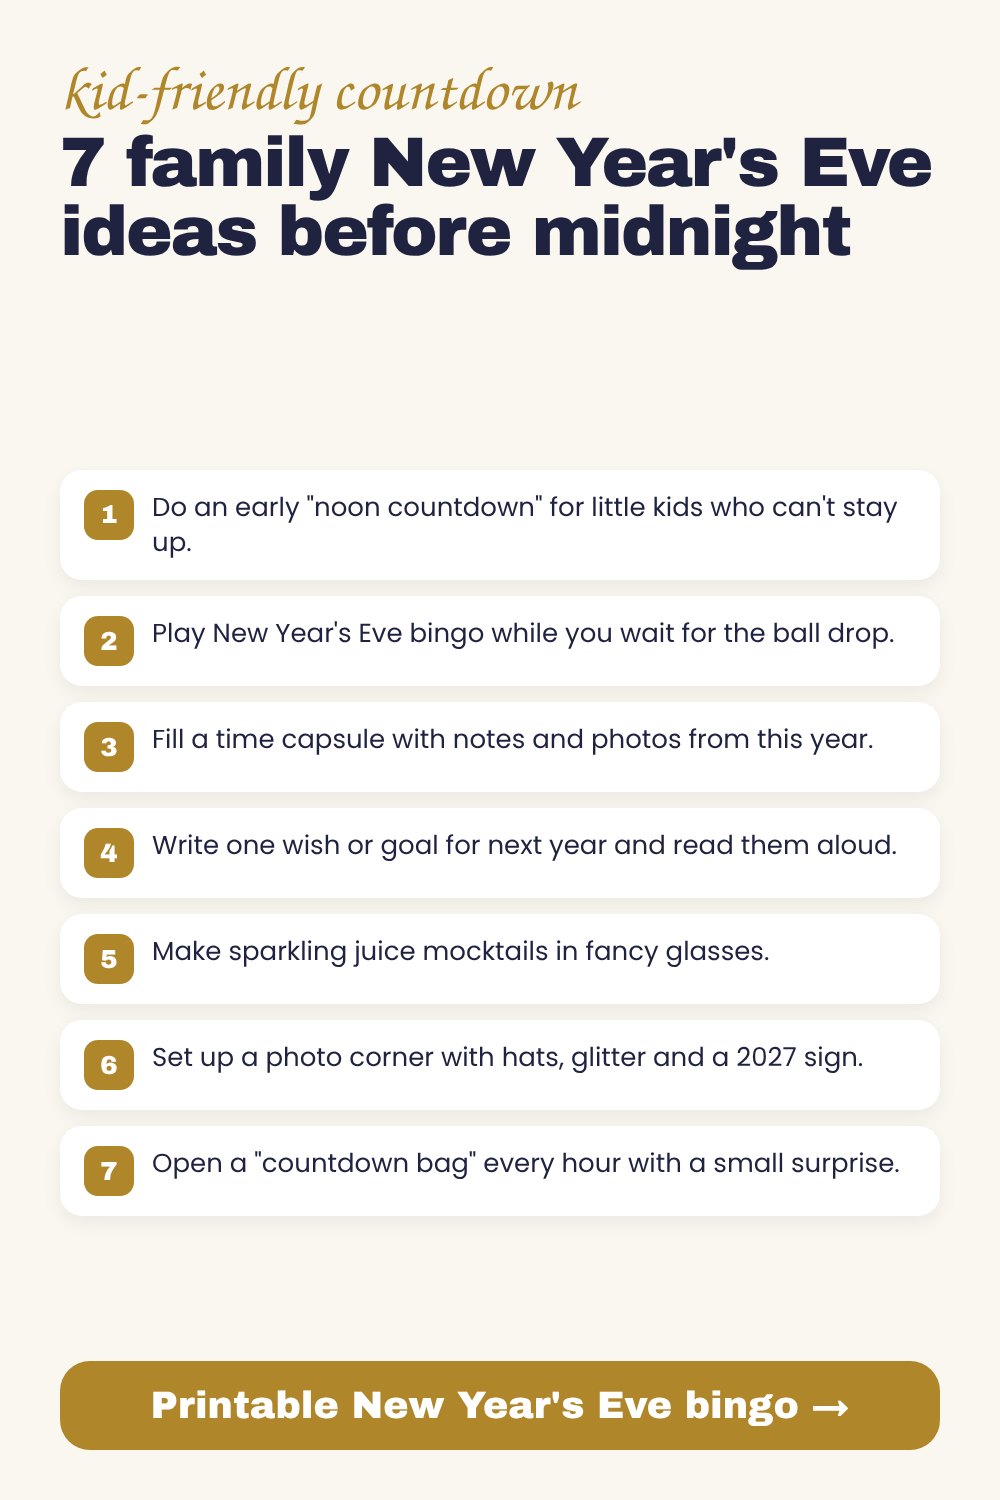 kid-friendly countdown
7 family New Year's Eve
ideas before midnight
1 Do an early "noon countdown" for little kids who can't stay
up.
2 Play New Year's Eve bingo while you wait for the ball drop.
3 Fill a time capsule with notes and photos from this year.
4 Write one wish or goal for next year and read them aloud.
5 Make sparkling juice mocktails in fancy glasses.
6 Set up a photo corner with hats, glitter and a 2027 sign.
7 Open a "countdown bag" every hour with a small surprise.
Printable New Year's Eve bingo →